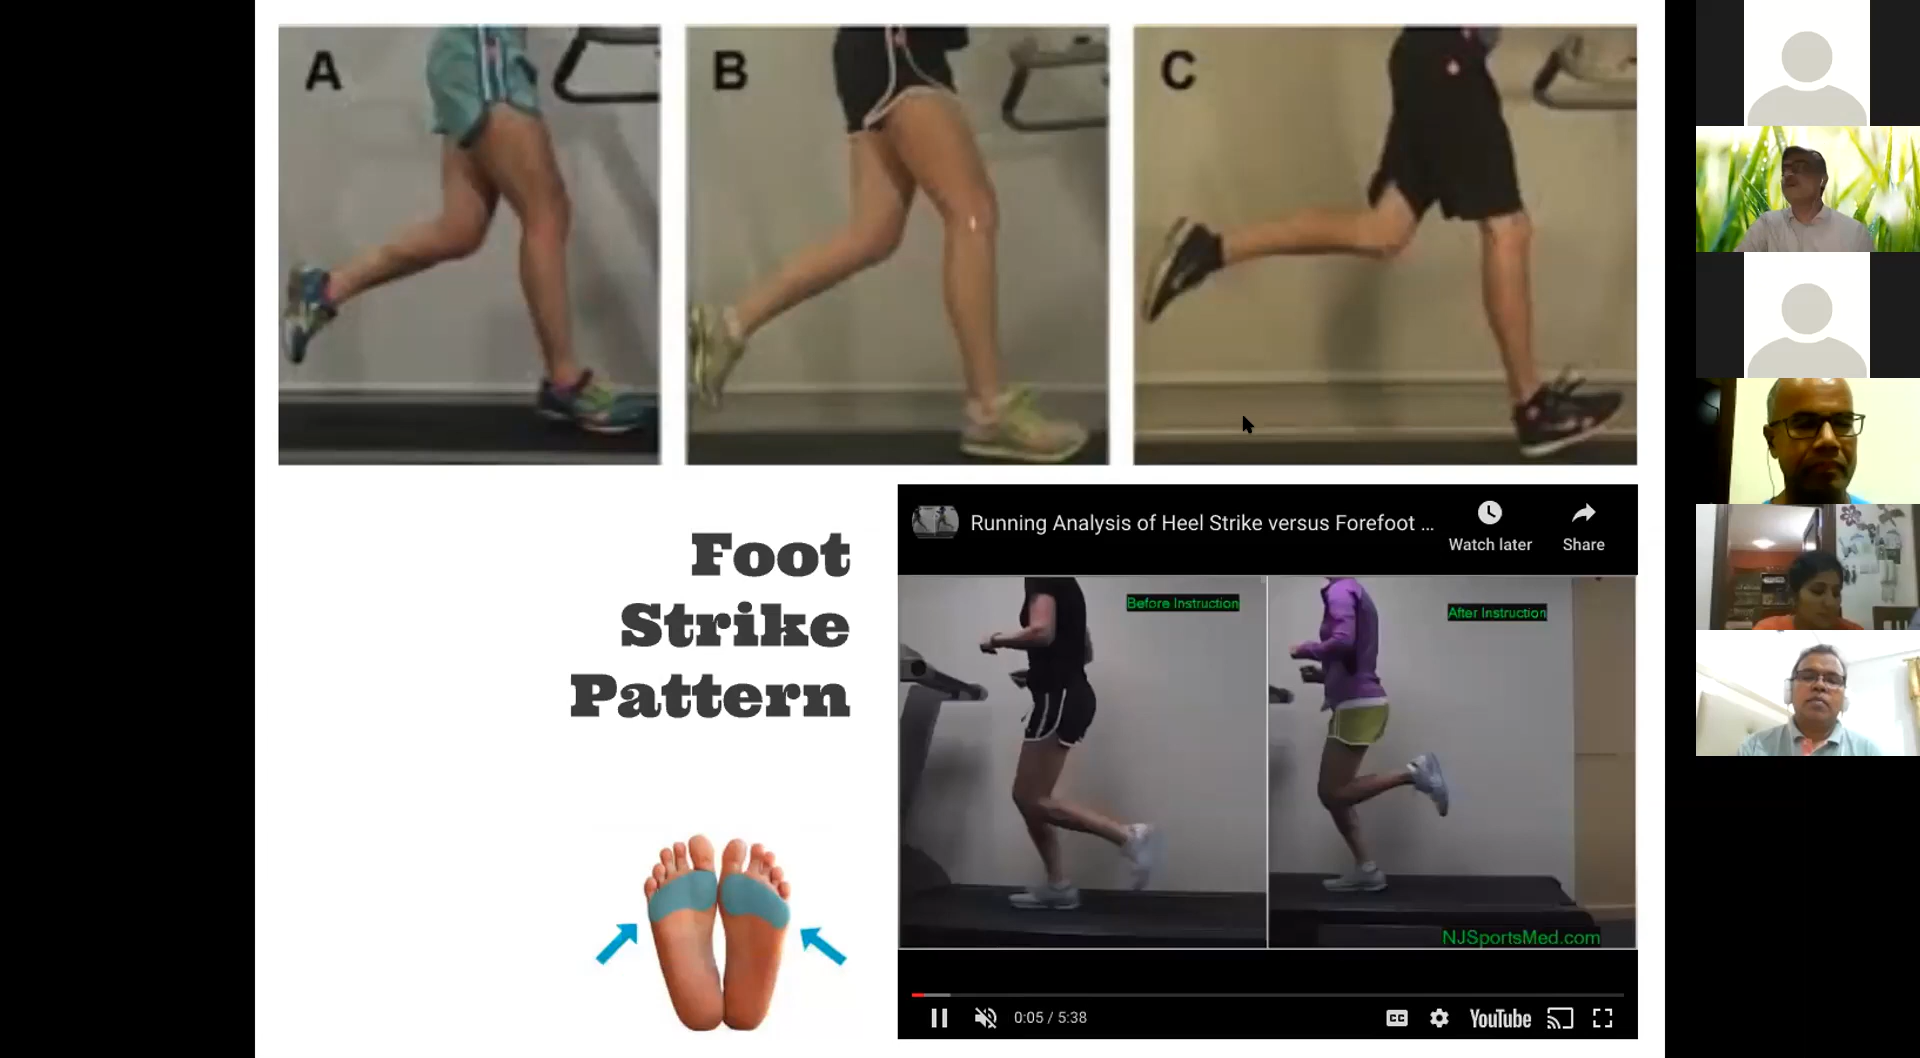 A
B
C
Foot
Strike
Pattern
Running Analysis of Heel Strike versus Forefoot ...
Watch later
Share
Before Instruction
After Instruction
NJSportsMed.com
0:05 / 5:38
CC
YouTube